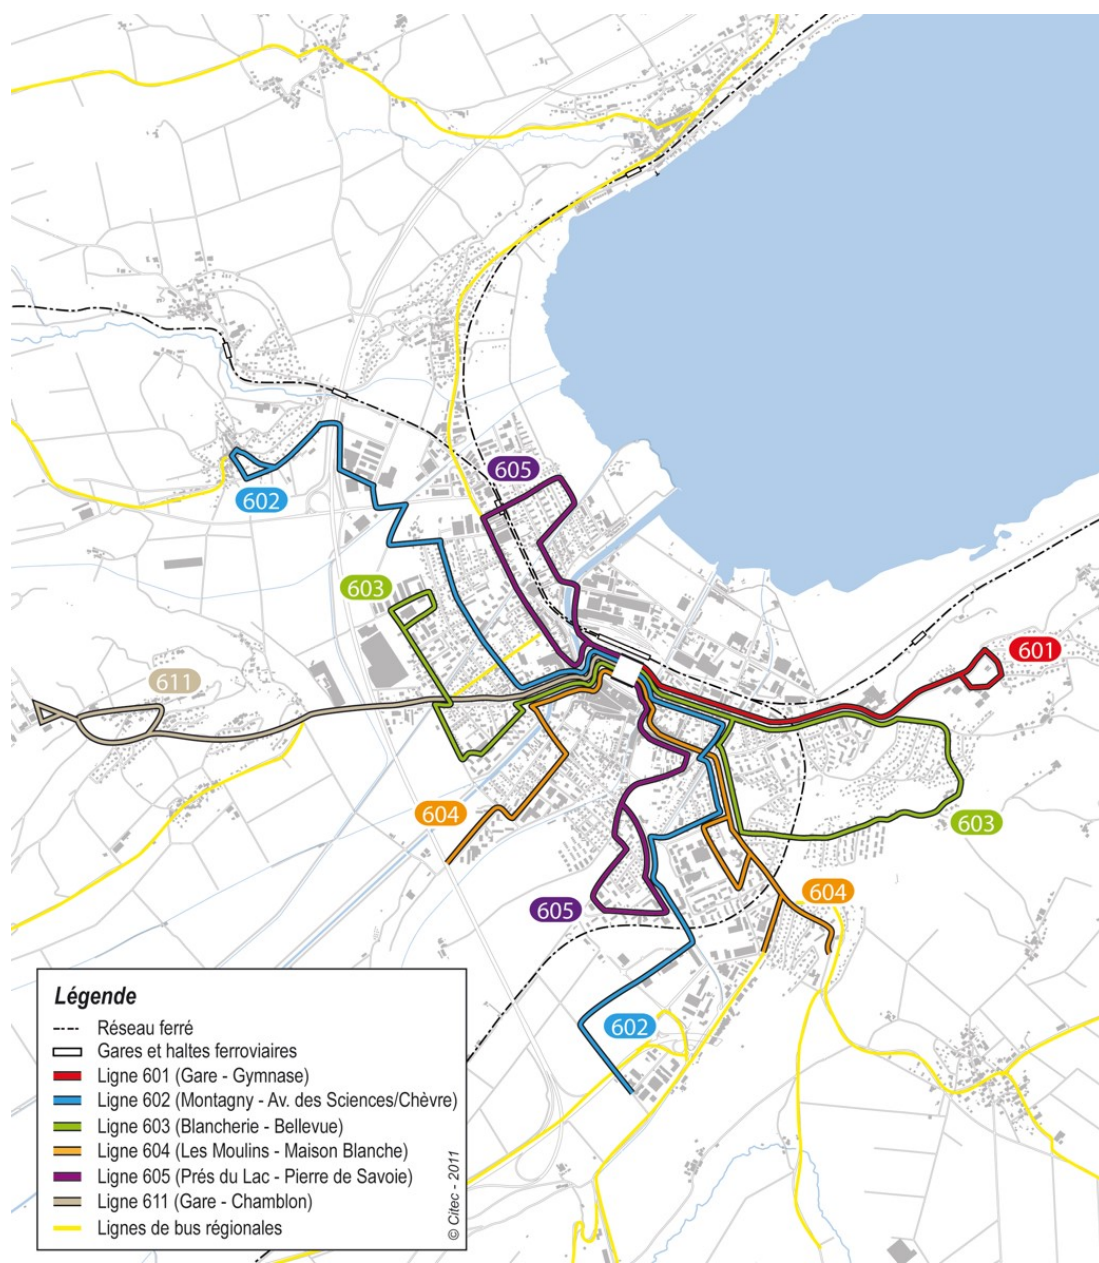 605
602
603
601
611
604
603
604
605
602
Légende
Réseau ferré
Gares et haltes ferroviaires
Ligne 601 (Gare - Gymnase)
Ligne 602 (Montagny - Av. des Sciences/Chèvre)
Ligne 603 (Blancherie - Bellevue)
Ligne 604 (Les Moulins - Maison Blanche)
Ligne 605 (Prés du Lac - Pierre de Savoie)
Ligne 611 (Gare - Chamblon)
Lignes de bus régionales
© Citec - 2011